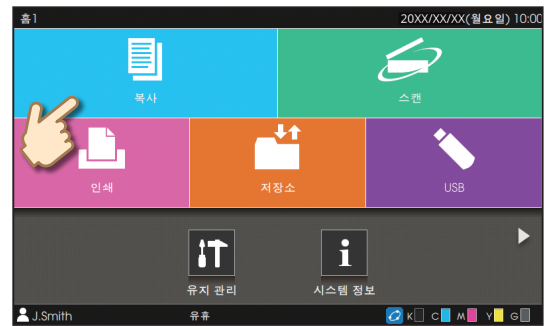 홈1 20XX/XX/XX(월요일) 10:00
복사 스캔
인쇄 저장소 USB
유지 관리 시스템 정보
J.Smith 유휴 K C M Y G